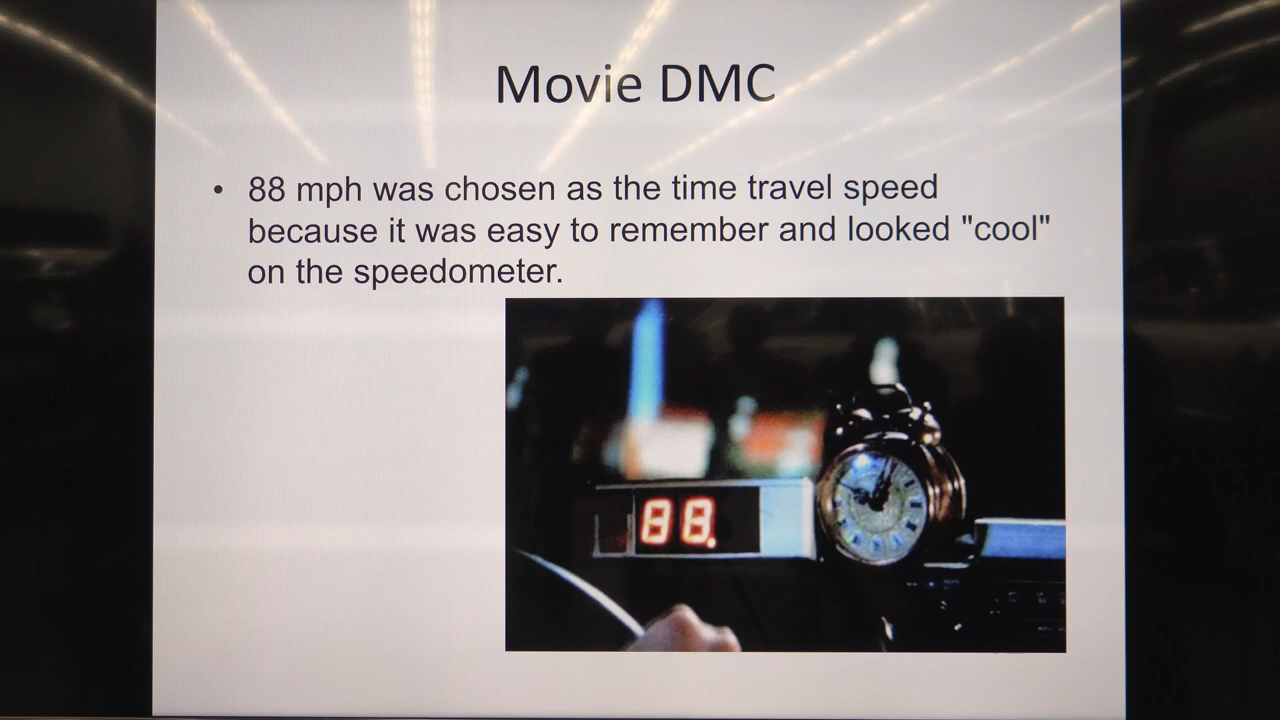 Movie DMC
• 88 mph was chosen as the time travel speed
because it was easy to remember and looked "cool"
on the speedometer.
88.